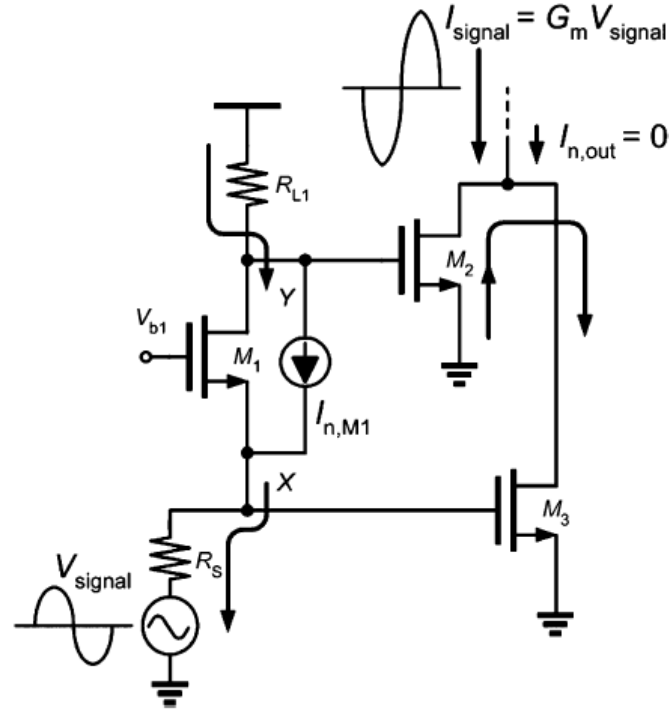 I_signal = G_m V_signal
I_n,out = 0
R_L1
Y
M_2
V_b1
M_1
I_n,M1
X
M_3
R_S
V_signal